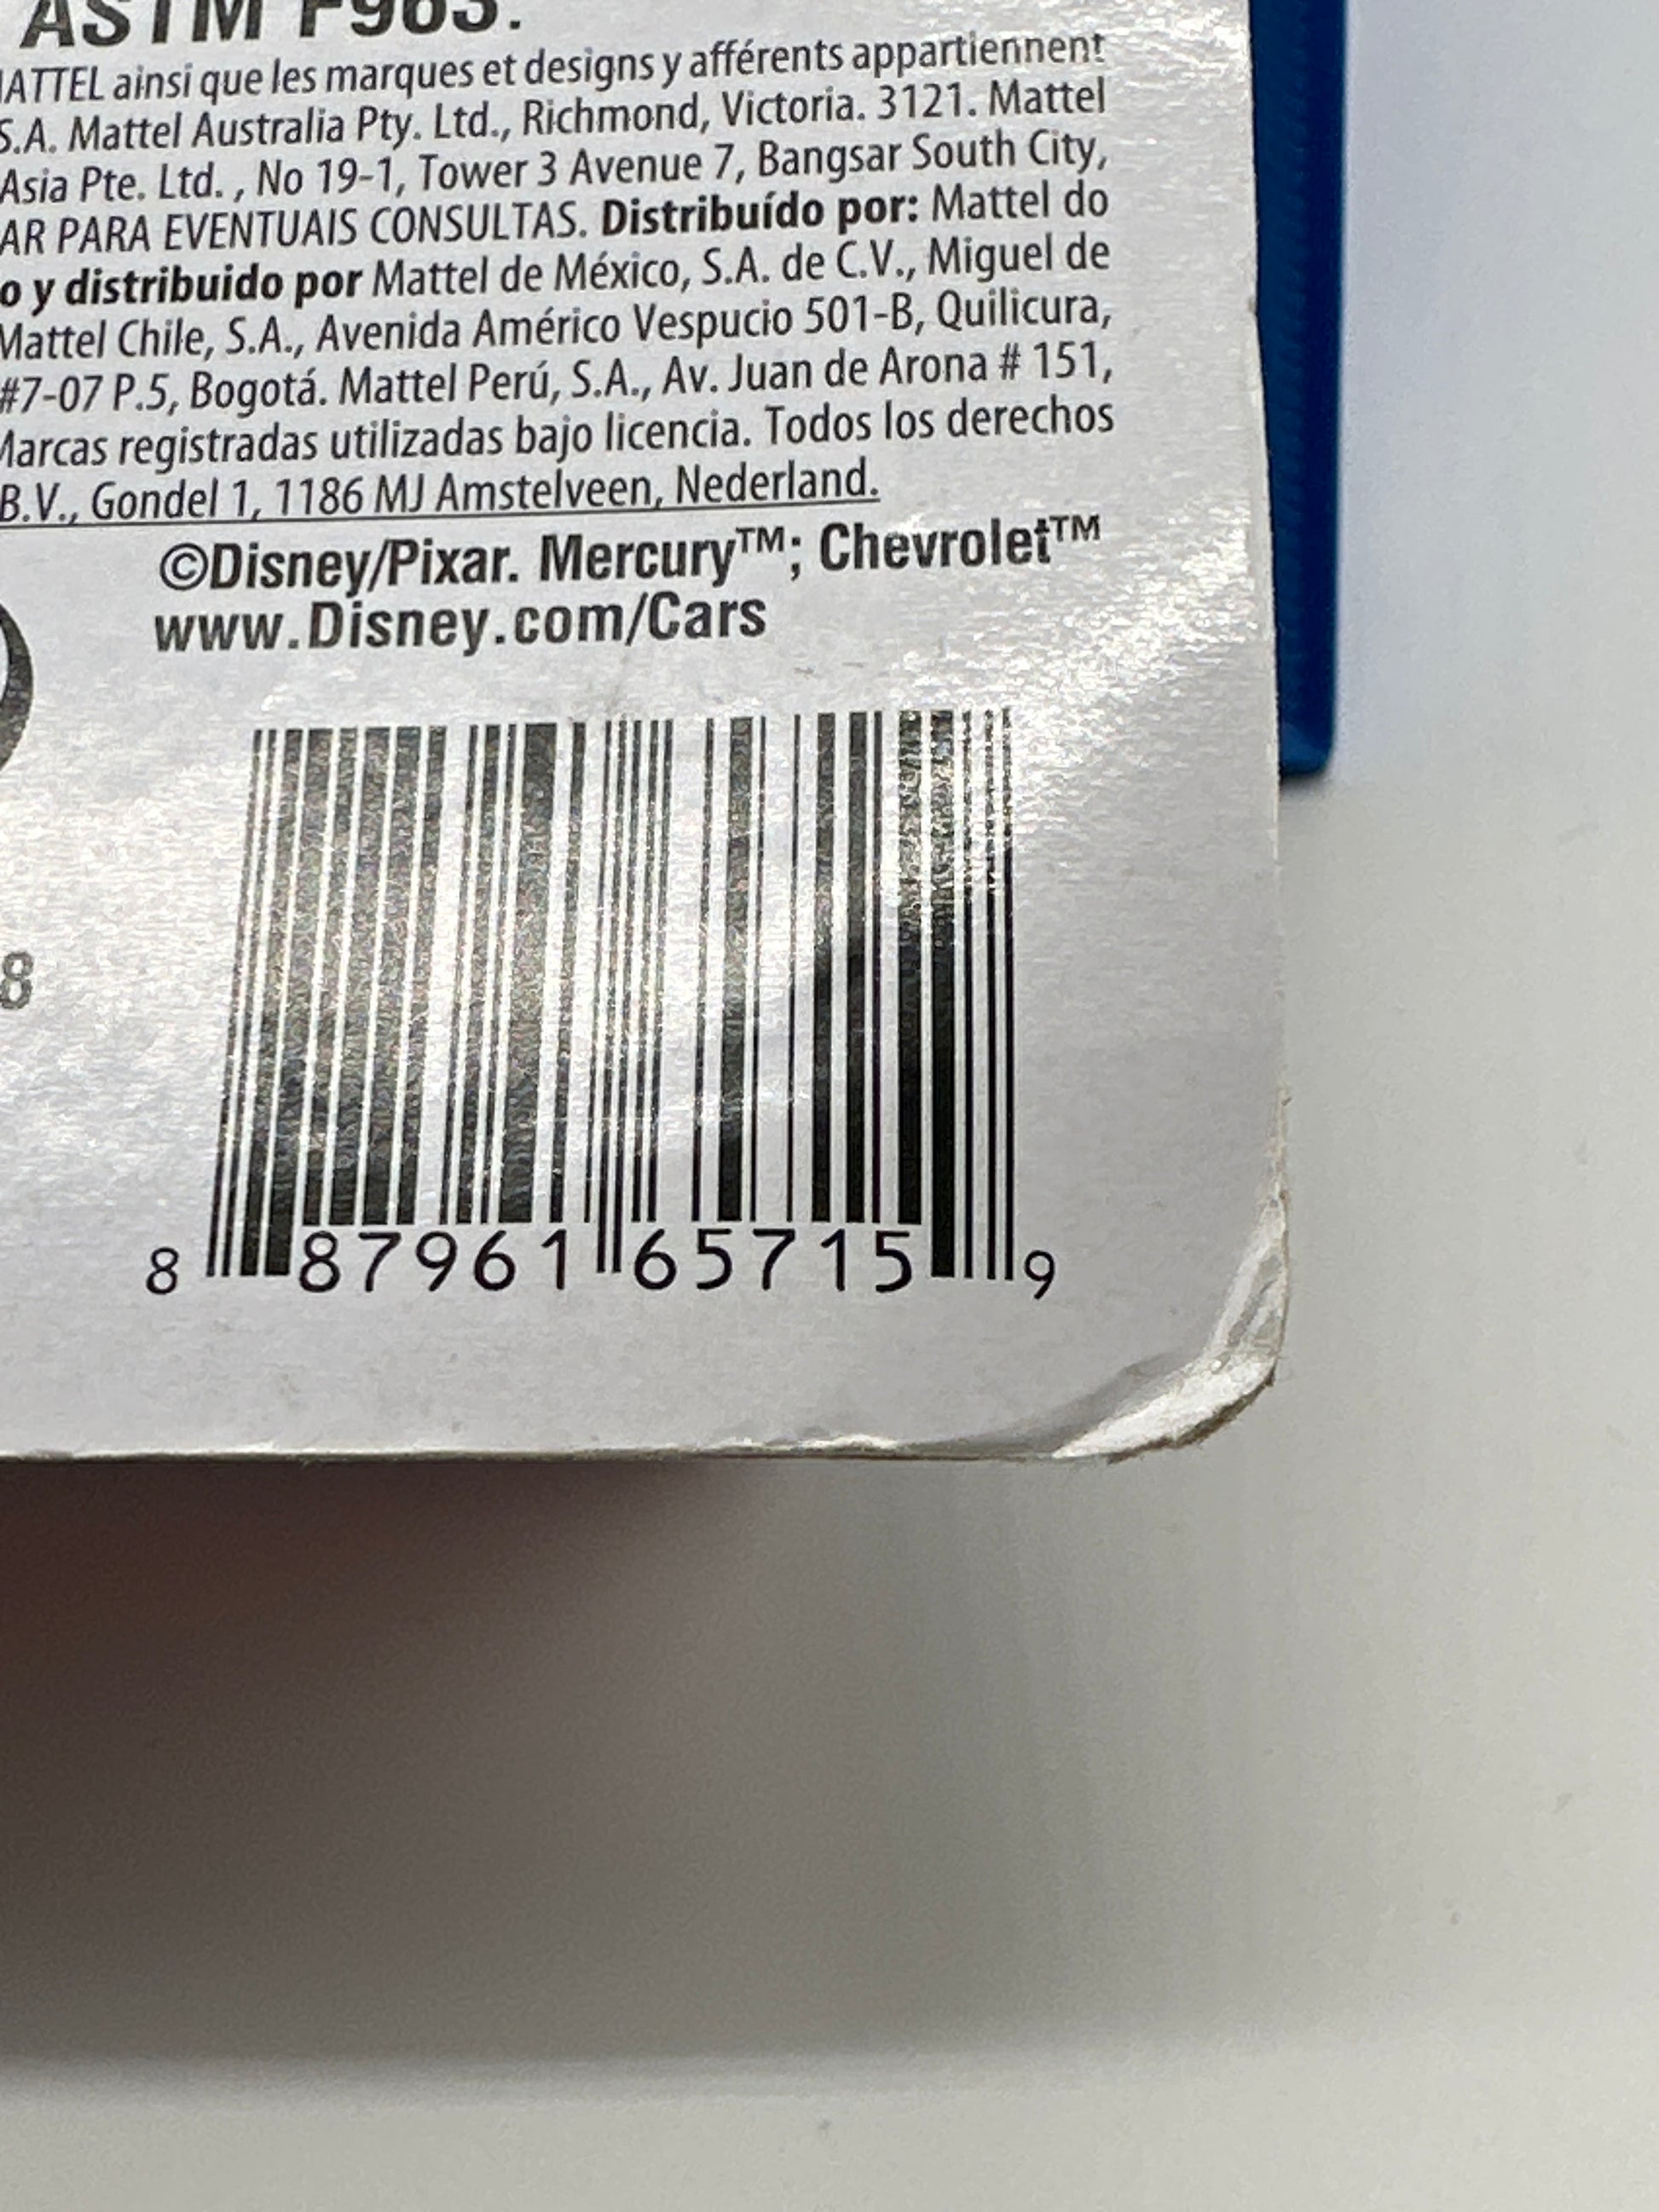 ASTM F963.
MATTEL ainsi que les marques et designs y afférents appartiennent
S.A. Mattel Australia Pty. Ltd., Richmond, Victoria. 3121. Mattel
Asia Pte. Ltd. , No 19-1, Tower 3 Avenue 7, Bangsar South City,
AR PARA EVENTUAIS CONSULTAS. Distribuído por: Mattel do
o y distribuido por Mattel de México, S.A. de C.V., Miguel de
Mattel Chile, S.A., Avenida Américo Vespucio 501-B, Quilicura,
#7-07 P.5, Bogotá. Mattel Perú, S.A., Av. Juan de Arona # 151,
Marcas registradas utilizadas bajo licencia. Todos los derechos
B.V., Gondel 1, 1186 MJ Amstelveen, Nederland.
©Disney/Pixar. Mercury™; Chevrolet™
www.Disney.com/Cars
8
8 87961 65715 9